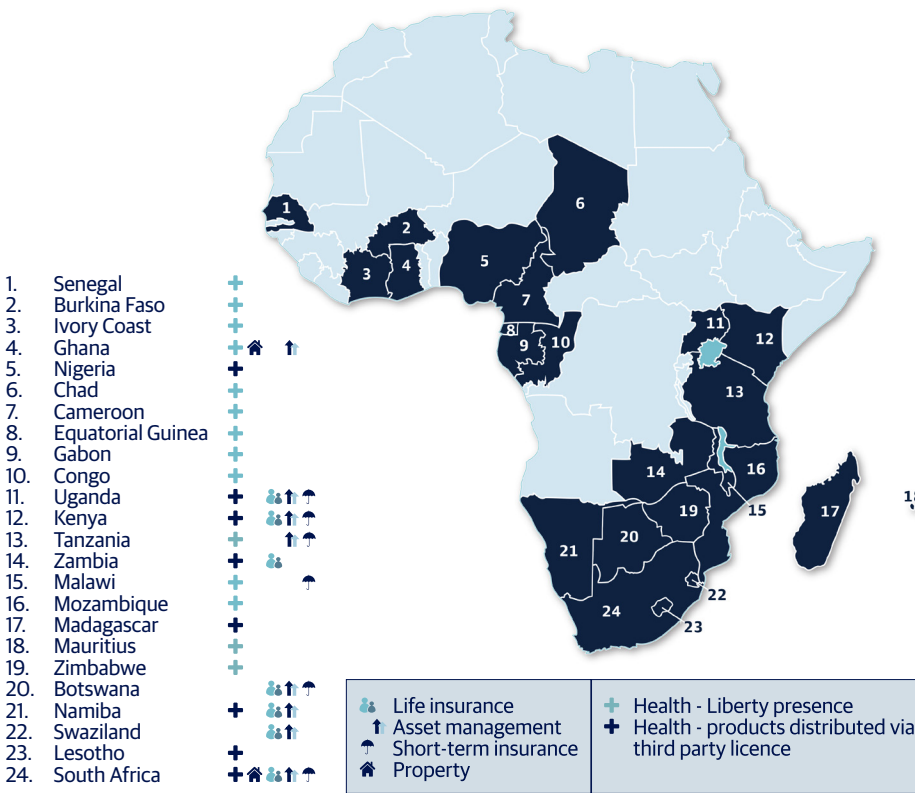 1
2
3
4
5
6
7
8
9
10
11
12
13
14
15
16
17
18
19
20
21
22
23
24
1. Senegal
2. Burkina Faso
3. Ivory Coast
4. Ghana
5. Nigeria
6. Chad
7. Cameroon
8. Equatorial Guinea
9. Gabon
10. Congo
11. Uganda
12. Kenya
13. Tanzania
14. Zambia
15. Malawi
16. Mozambique
17. Madagascar
18. Mauritius
19. Zimbabwe
20. Botswana
21. Namiba
22. Swaziland
23. Lesotho
24. South Africa
Life insurance
Asset management
Short-term insurance
Property
Health - Liberty presence
Health - products distributed via
third party licence